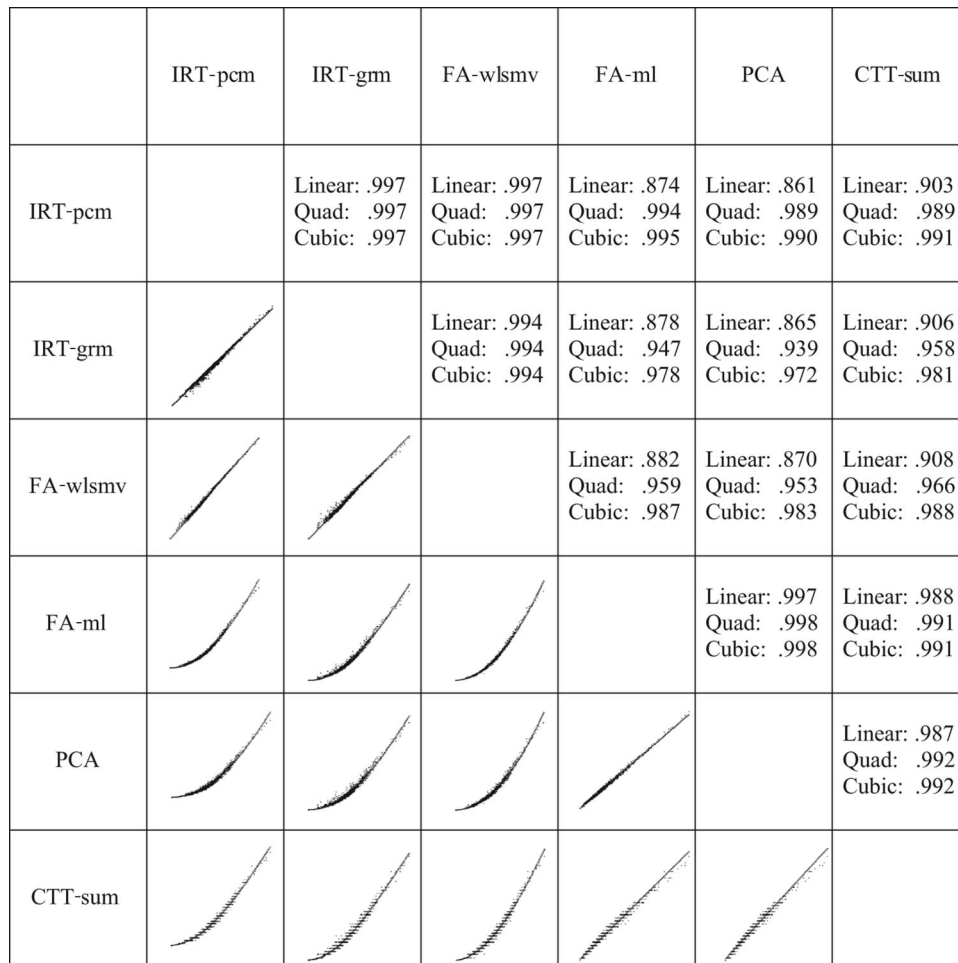 IRT-pcm IRT-grm FA-wlsmv FA-ml PCA CTT-sum
IRT-pcm
Linear: .997 Linear: .997 Linear: .874 Linear: .861 Linear: .903
Quad: .997 Quad: .997 Quad: .994 Quad: .989 Quad: .989
Cubic: .997 Cubic: .997 Cubic: .995 Cubic: .990 Cubic: .991
IRT-grm
Linear: .994 Linear: .878 Linear: .865 Linear: .906
Quad: .994 Quad: .947 Quad: .939 Quad: .958
Cubic: .994 Cubic: .978 Cubic: .972 Cubic: .981
FA-wlsmv
Linear: .882 Linear: .870 Linear: .908
Quad: .959 Quad: .953 Quad: .966
Cubic: .987 Cubic: .983 Cubic: .988
FA-ml
Linear: .997 Linear: .988
Quad: .998 Quad: .991
Cubic: .998 Cubic: .991
PCA
Linear: .987
Quad: .992
Cubic: .992
CTT-sum